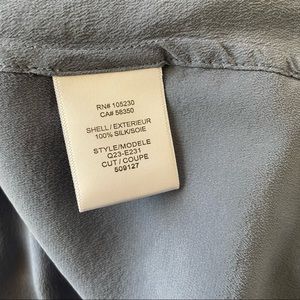 RN# 105230
CA# 58350
SHELL / EXTERIEUR
100% SILK/SOIE
STYLE/MODELE
Q23-E231
CUT / COUPE
509127